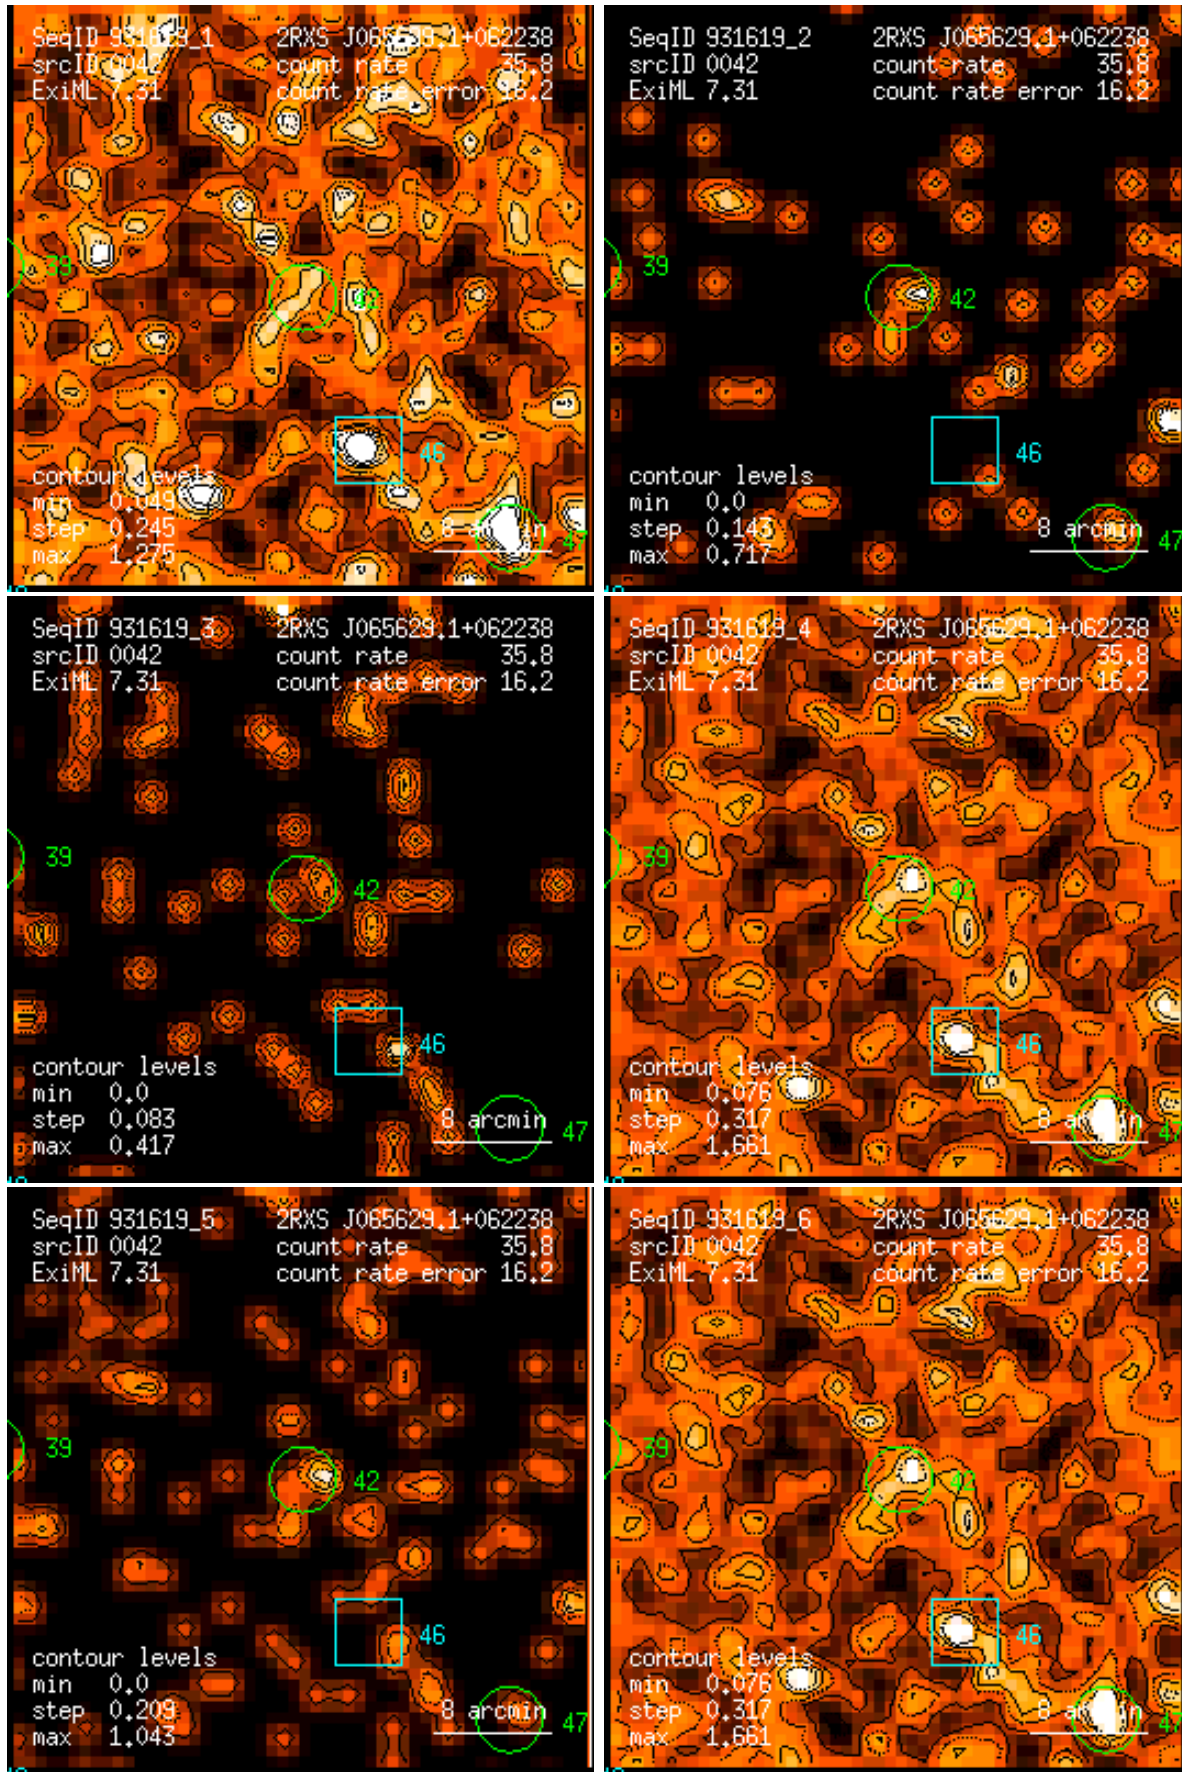 SeqID 931619_1 2RXS J065629.1+062238
srcID 0042 count rate 35.8
ExiML 7.31 count rate error 16.2
39
42
46
contour levels
min 0.049
step 0.245 8 arcmin
47
max 1.275
SeqID 931619_2 2RXS J065629.1+062238
srcID 0042 count rate 35.8
ExiML 7.31 count rate error 16.2
39
42
46
contour levels
min 0.0
step 0.143 8 arcmin
47
max 0.717
SeqID 931619_3 2RXS J065629.1+062238
srcID 0042 count rate 35.8
ExiML 7.31 count rate error 16.2
39
42
46
contour levels
min 0.0
step 0.083 8 arcmin
47
max 0.417
SeqID 931619_4 2RXS J065629.1+062238
srcID 0042 count rate 35.8
ExiML 7.31 count rate error 16.2
39
42
46
contour levels
min 0.076
step 0.317 8 arcmin
47
max 1.661
SeqID 931619_5 2RXS J065629.1+062238
srcID 0042 count rate 35.8
ExiML 7.31 count rate error 16.2
39
42
46
contour levels
min 0.0
step 0.209 8 arcmin
47
max 1.043
SeqID 931619_6 2RXS J065629.1+062238
srcID 0042 count rate 35.8
ExiML 7.31 count rate error 16.2
39
42
46
contour levels
min 0.076
step 0.317 8 arcmin
47
max 1.661